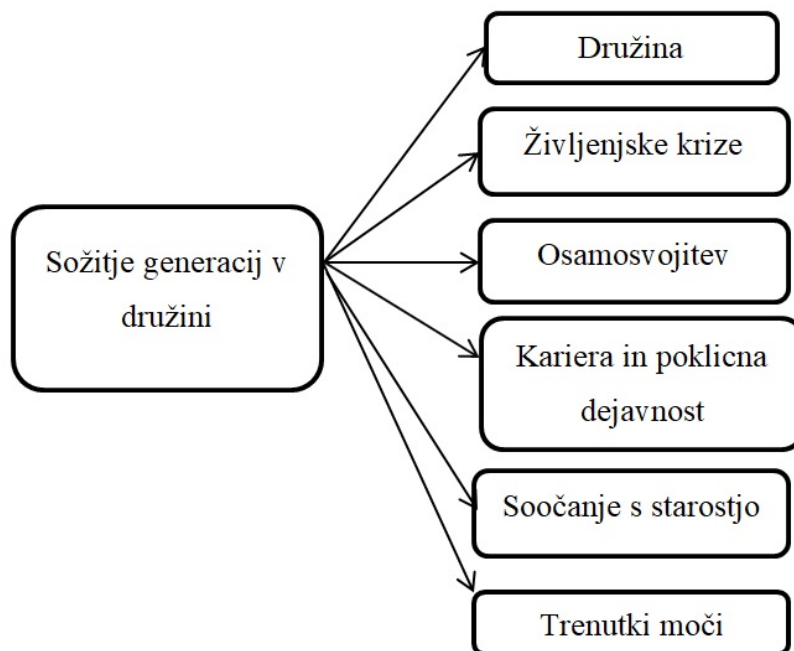 Sožitje generacij v
družini
Družina
Življenjske krize
Osamosvojitev
Kariera in poklicna
dejavnost
Soočanje s starostjo
Trenutki moči